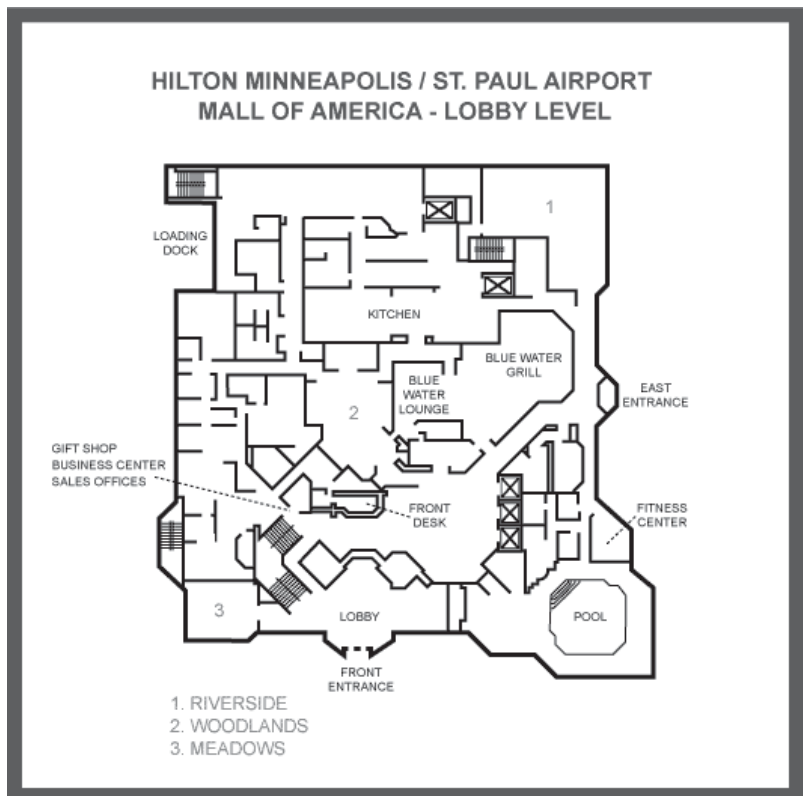 HILTON MINNEAPOLIS / ST. PAUL AIRPORT
MALL OF AMERICA - LOBBY LEVEL
1
LOADING
DOCK
KITCHEN
BLUE WATER
GRILL
BLUE
WATER
LOUNGE
EAST
ENTRANCE
2
GIFT SHOP
BUSINESS CENTER
SALES OFFICES
FRONT
DESK
FITNESS
CENTER
3
LOBBY
POOL
FRONT
ENTRANCE
1. RIVERSIDE
2. WOODLANDS
3. MEADOWS